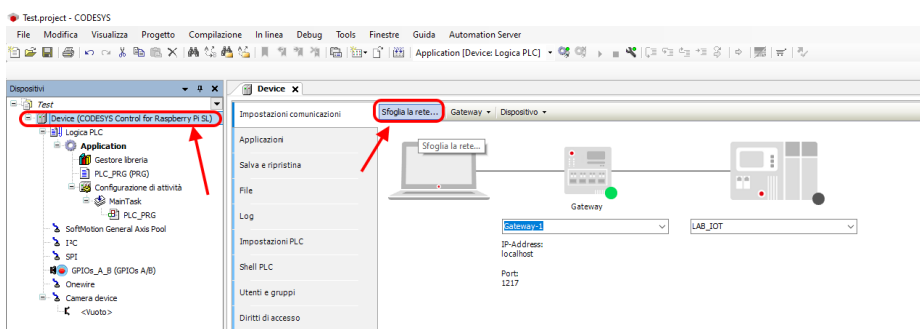 Test.project - CODESYS
File Modifica Visualizza Progetto Compilazione In linea Debug Tools Finestre Guida Automation Server
Application [Device: Logica PLC]
Dispositivi
Device
Test
Device (CODESYS Control for Raspberry Pi SL)
Logica PLC
Application
Gestore libreria
PLC_PRG (PRG)
Configurazione di attività
MainTask
PLC_PRG
SoftMotion General Axis Pool
I²C
SPI
GPIOs_A_B (GPIOs A/B)
Onewire
Camera device
<Vuoto>
Impostazioni comunicazioni
Applicazioni
Salva e ripristina
File
Log
Impostazioni PLC
Shell PLC
Utenti e gruppi
Diritti di accesso
Sfoglia la rete... Gateway Dispositivo
Sfoglia la rete...
Gateway
Gateway-1
LAB_IOT
IP-Address:
localhost
Port:
1217